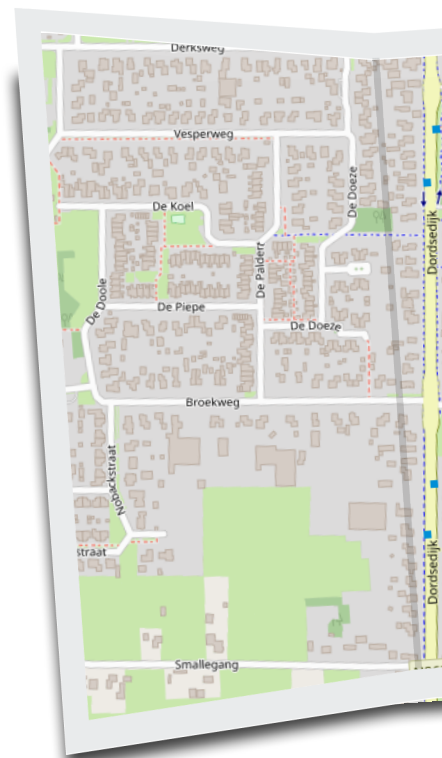 Derksweg
Vesperweg
De Koel
De Doeze
Dordsedijk
De Paldert
De Doole
De Piepe
De Doeze
Broekweg
Nobackstraat
straat
Dordsedijk
Smallegang